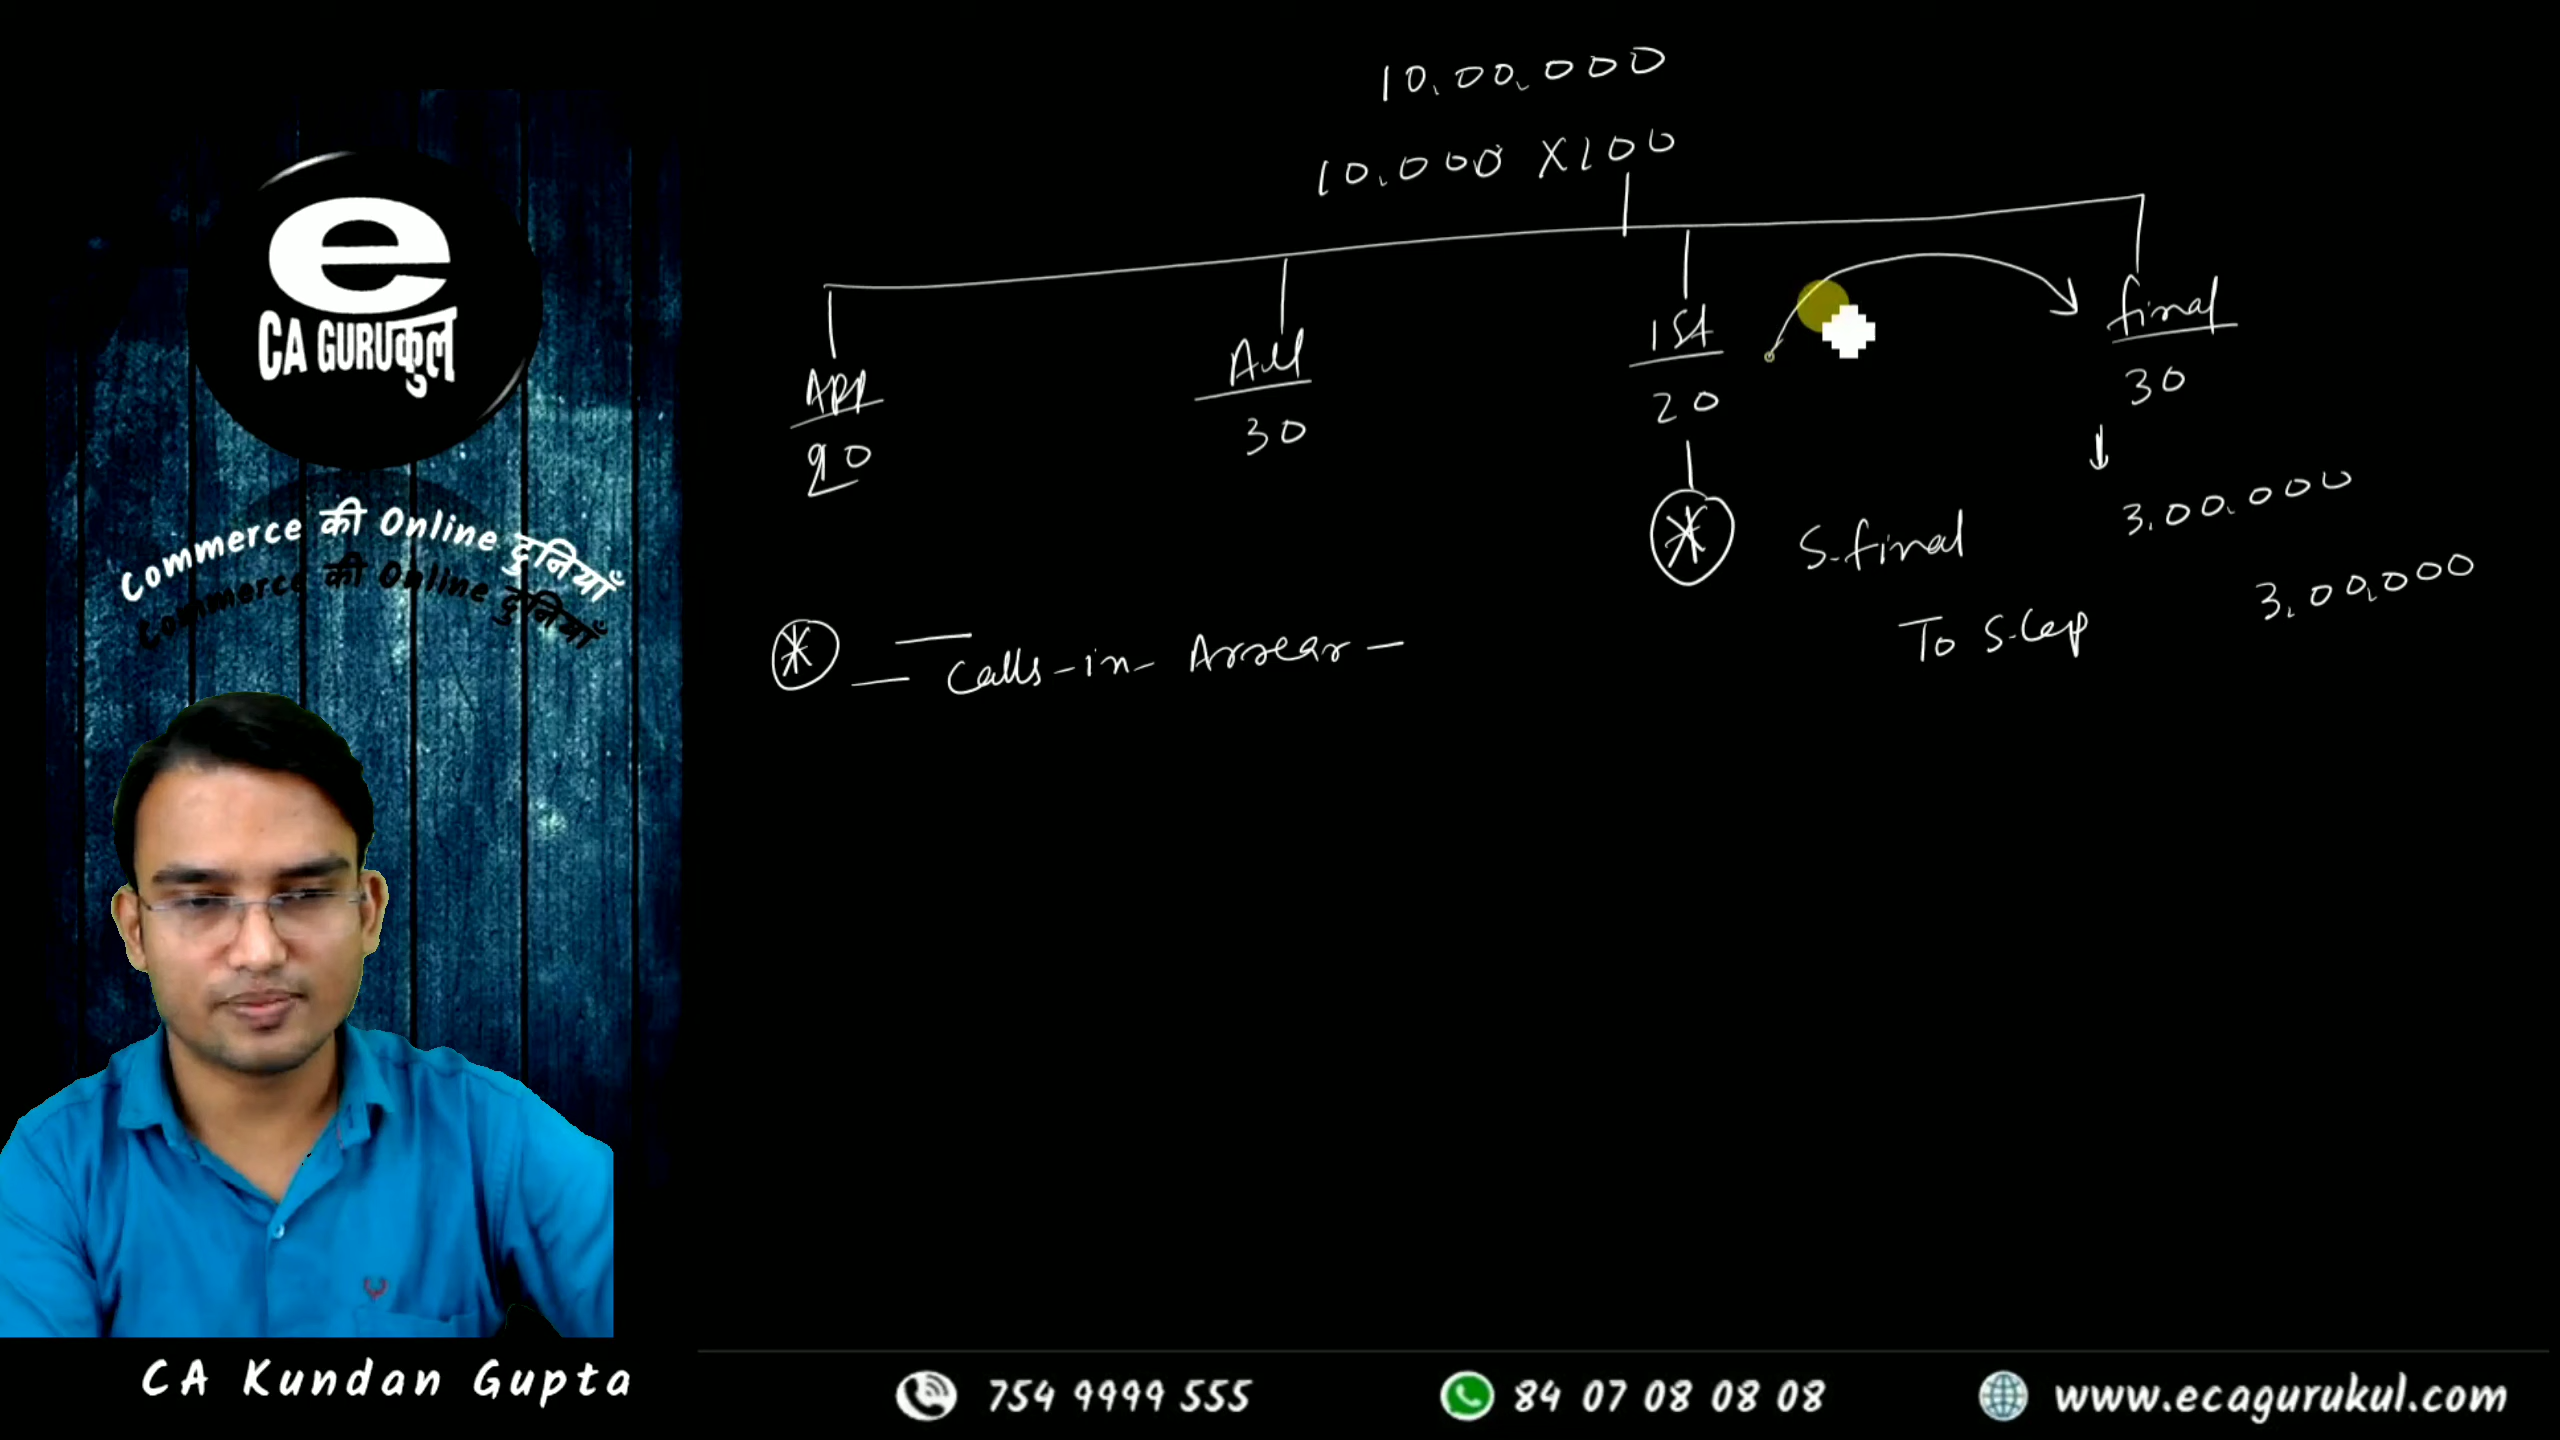 e
CA GURUकुल
Commerce की Online दुनियाँ
10,00,000
10,000 X100
App
20
All
30
1st
20
final
30
3,00,000
S.final
To S.Cap
3,00,000
Calls-in-Arrear-
CA Kundan Gupta
754 9999 555
84 07 08 08 08
www.ecagurukul.com